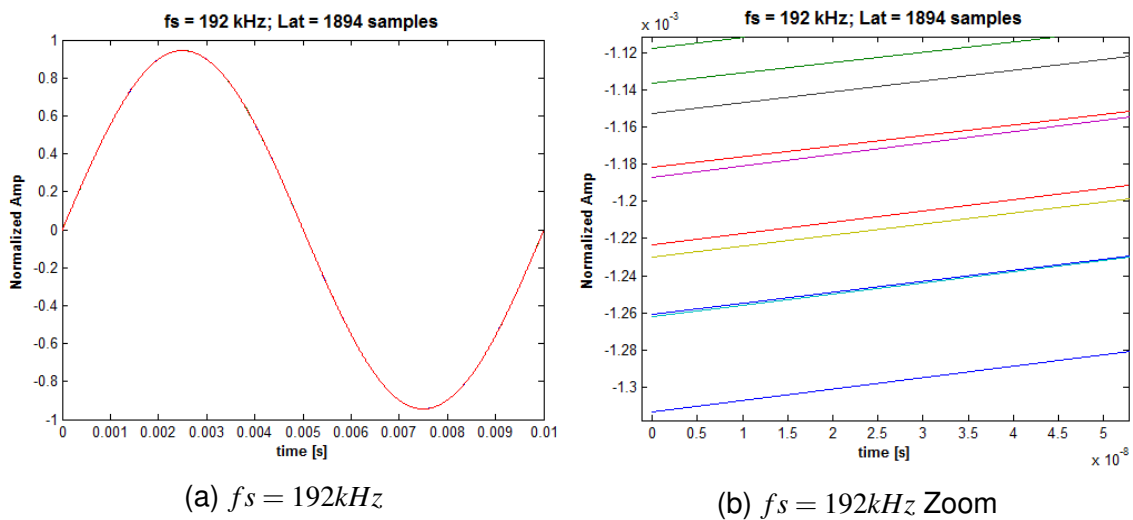 fs = 192 kHz; Lat = 1894 samples
1
0.8
0.6
0.4
0.2
0
-0.2
-0.4
-0.6
-0.8
-1
Normalized Amp
0 0.001 0.002 0.003 0.004 0.005 0.006 0.007 0.008 0.009 0.01
time [s]
(a) fs = 192kHz
x 10⁻³
fs = 192 kHz; Lat = 1894 samples
-1.12
-1.14
-1.16
-1.18
-1.2
-1.22
-1.24
-1.26
-1.28
-1.3
Normalized Amp
0 0.5 1 1.5 2 2.5 3 3.5 4 4.5 5
time [s]
x 10⁻⁸
(b) fs = 192kHz Zoom